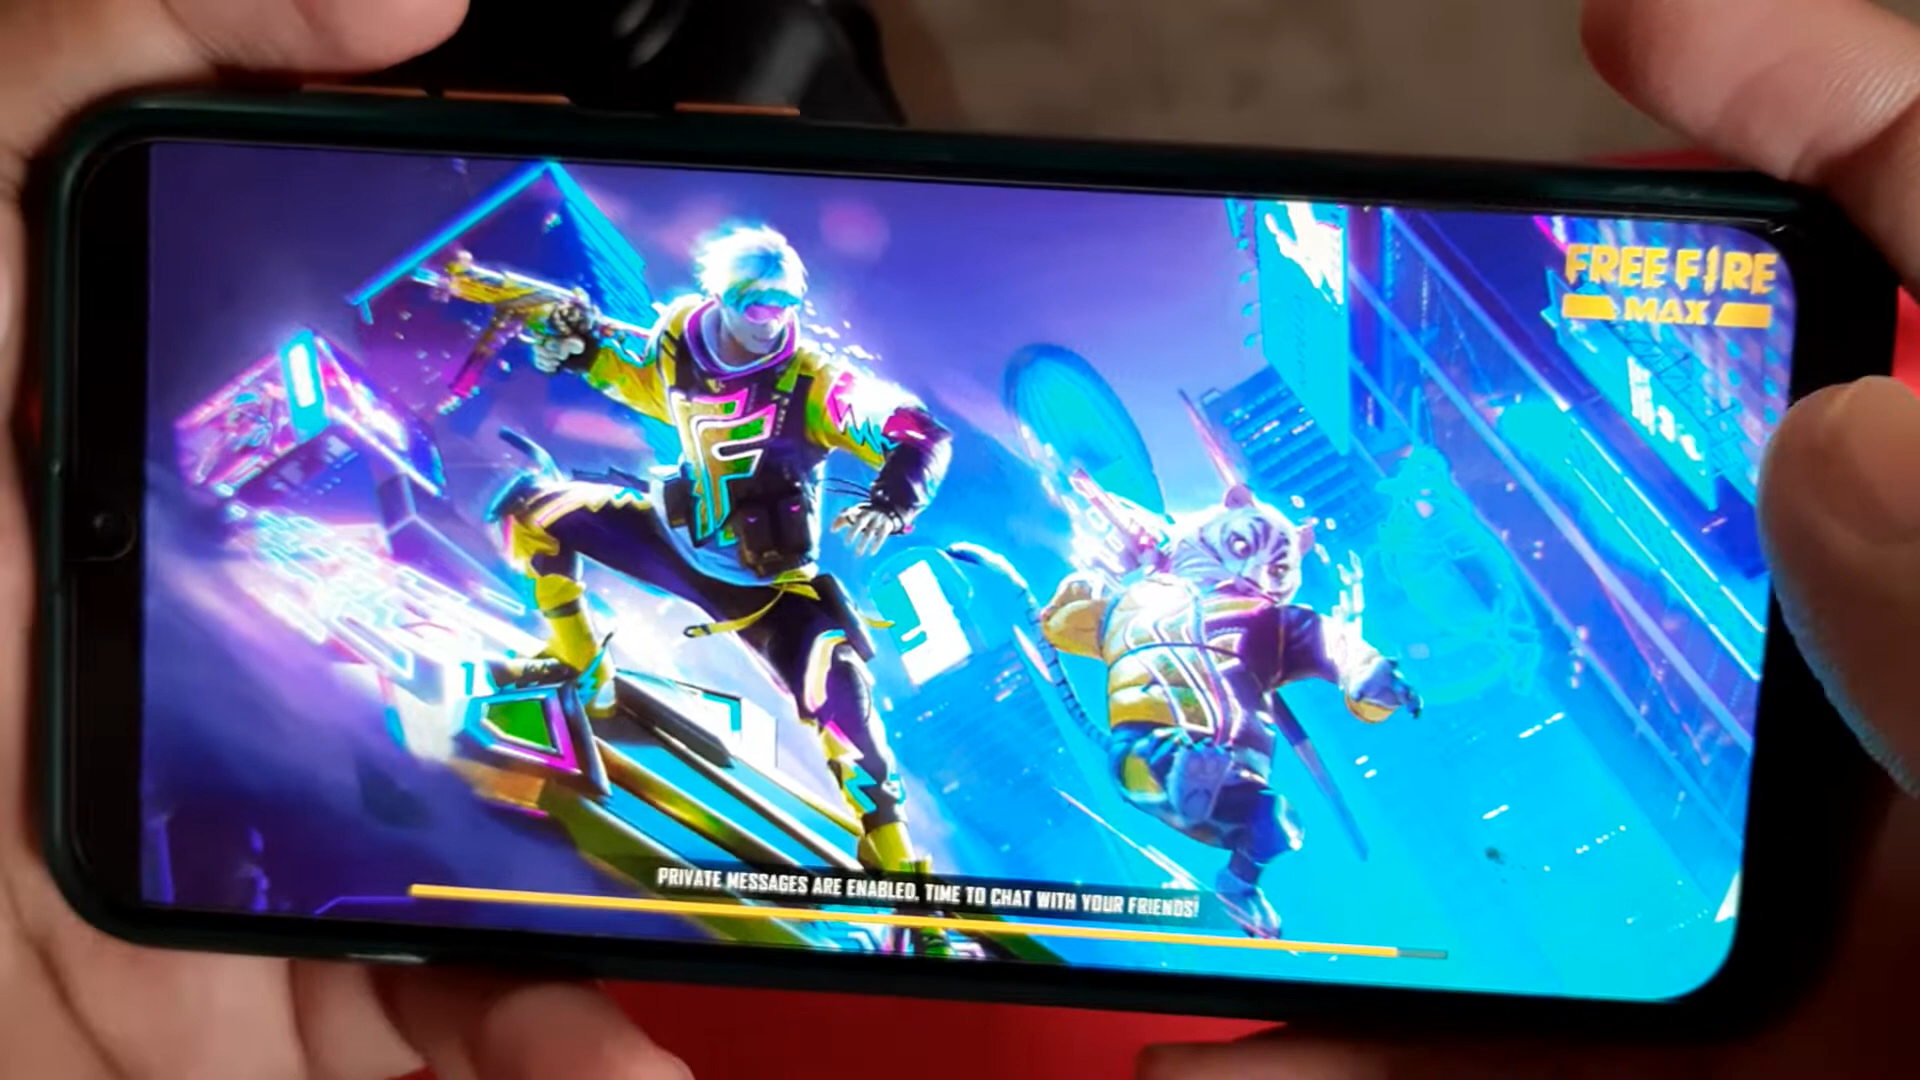 FREE FIRE
MAX
PRIVATE MESSAGES ARE ENABLED. TIME TO CHAT WITH YOUR FRIENDS!